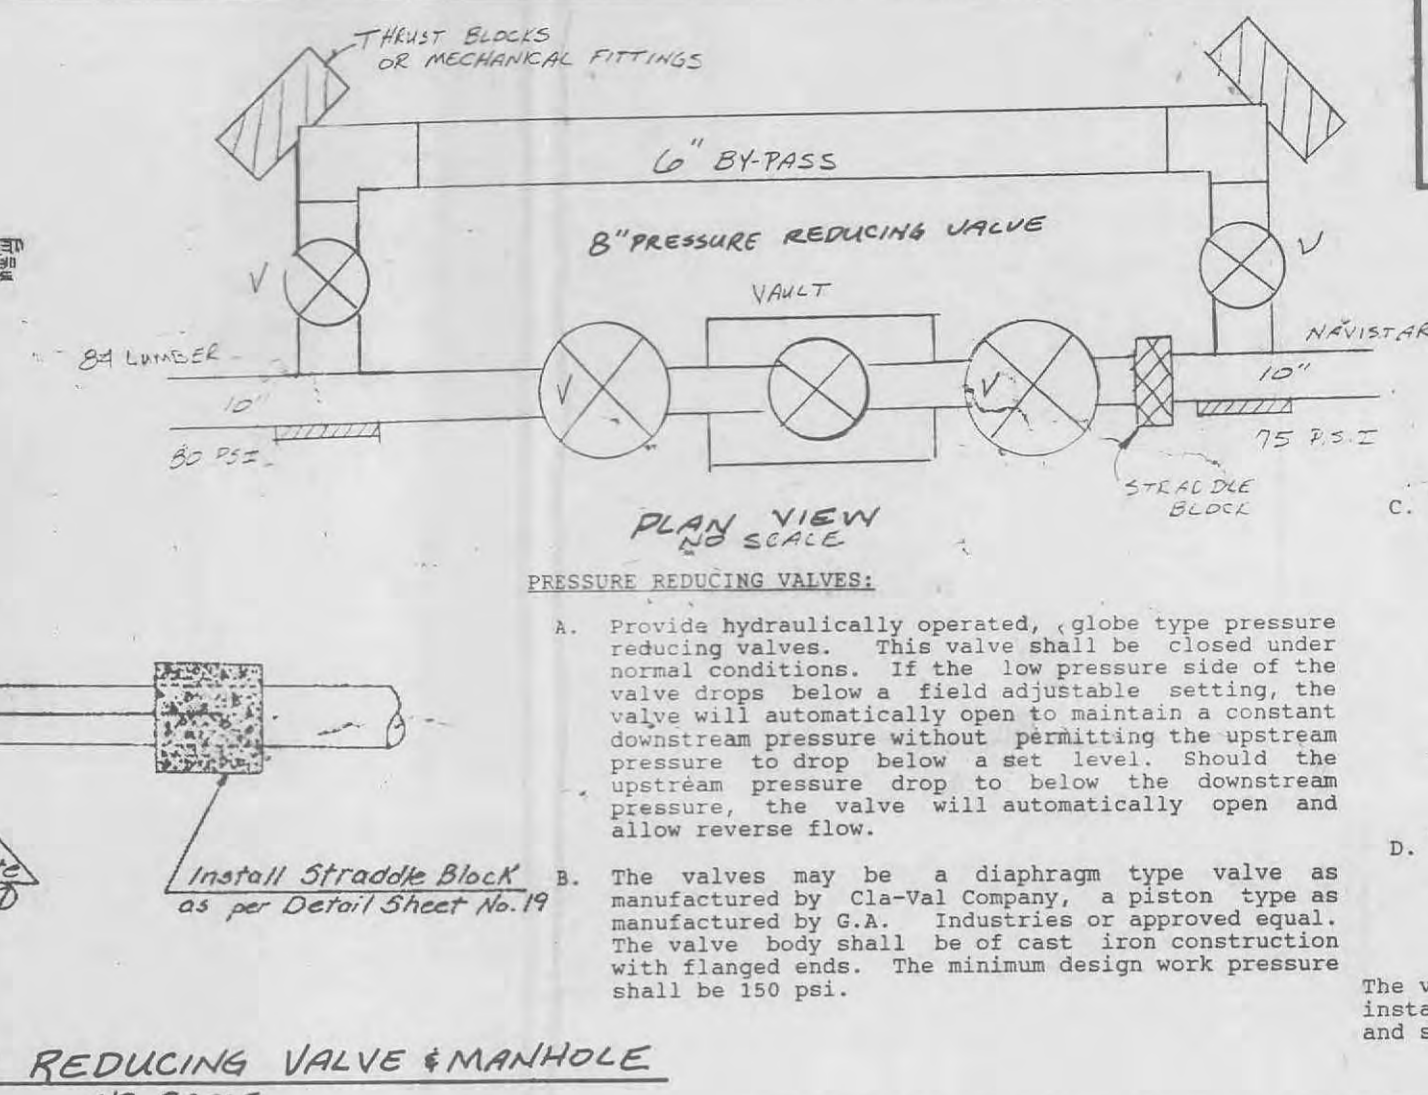 THRUST BLOCKS
OR MECHANICAL FITTINGS
6" BY-PASS
8" PRESSURE REDUCING VALVE
V
V
VAULT
84 LUMBER
NAVISTAR
10"
V
V
10"
80 PSI
75 P.S.I
STRADDLE
BLOCK
PLAN VIEW
NO SCALE
PRESSURE REDUCING VALVES:
A. Provide hydraulically operated, globe type pressure
reducing valves. This valve shall be closed under
normal conditions. If the low pressure side of the
valve drops below a field adjustable setting, the
valve will automatically open to maintain a constant
downstream pressure without permitting the upstream
pressure to drop below a set level. Should the
upstream pressure drop to below the downstream
pressure, the valve will automatically open and
allow reverse flow.
B. The valves may be a diaphragm type valve as
manufactured by Cla-Val Company, a piston type as
manufactured by G.A. Industries or approved equal.
The valve body shall be of cast iron construction
with flanged ends. The minimum design work pressure
shall be 150 psi.
Install Straddle Block
as per Detail Sheet No. 19
C.
D.
The v
insta
and s
REDUCING VALVE & MANHOLE